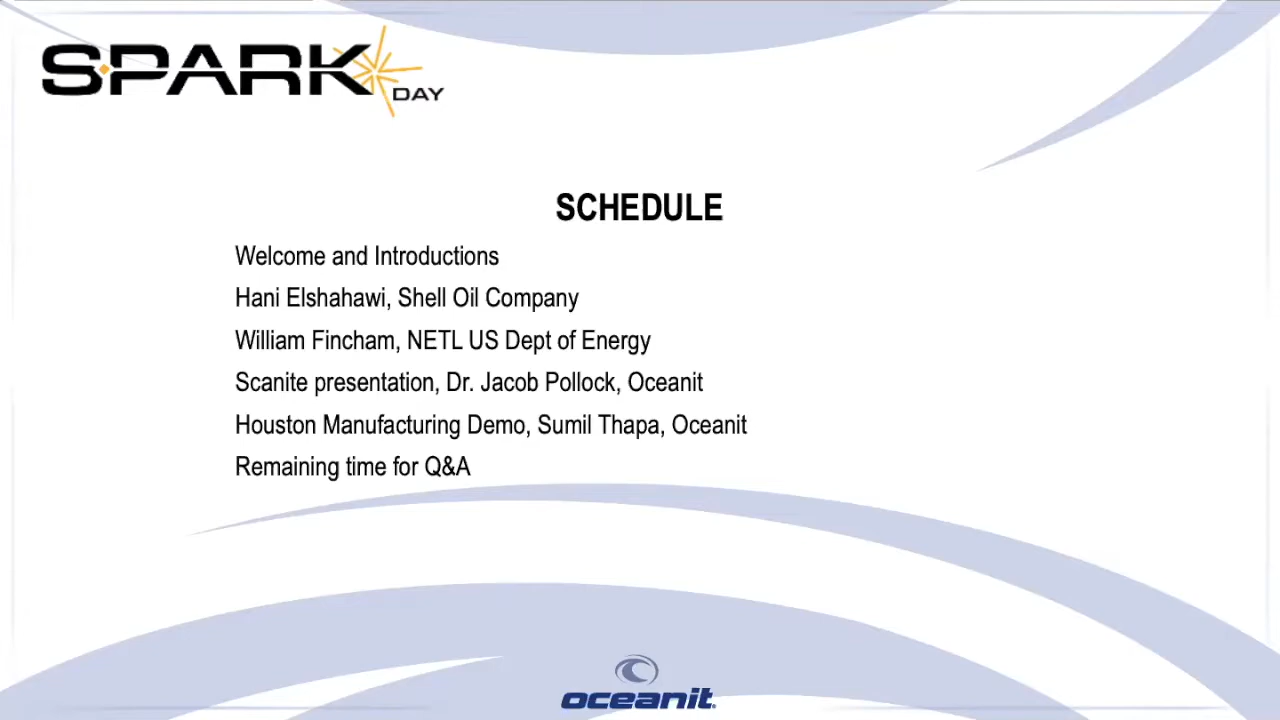 SPARK DAY
SCHEDULE
Welcome and Introductions
Hani Elshahawi, Shell Oil Company
William Fincham, NETL US Dept of Energy
Scanite presentation, Dr. Jacob Pollock, Oceanit
Houston Manufacturing Demo, Sumil Thapa, Oceanit
Remaining time for Q&A
oceanit